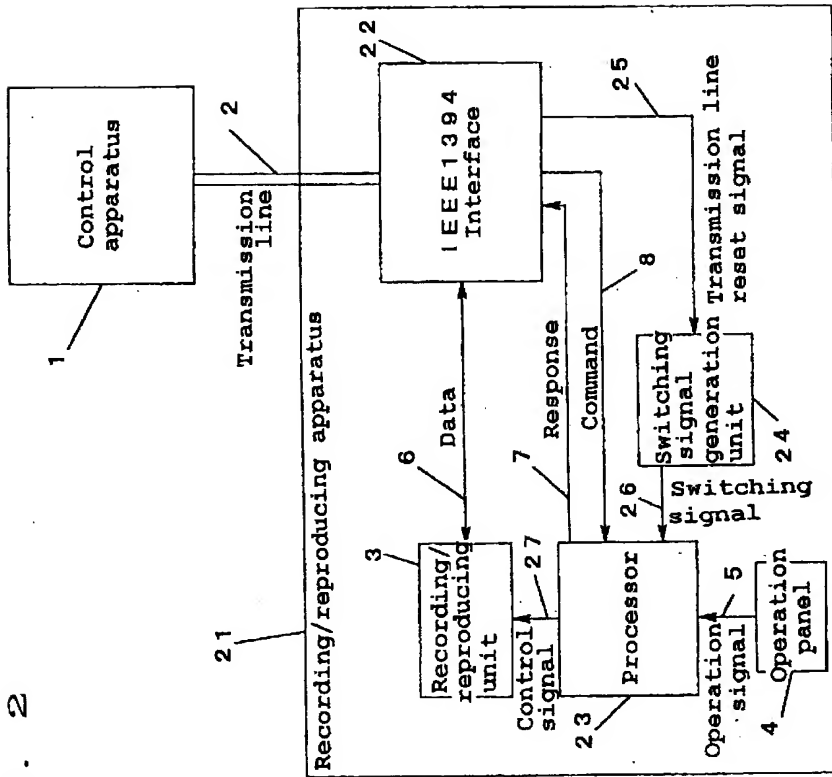 . 2
1
Control
apparatus
2
Transmission
line
21
Recording/reproducing apparatus
22
IEEE1394
Interface
3
Recording/
reproducing
unit
6
Data
7
Response
Command
8
25
Transmission line
reset signal
27
Control
signal
23
Processor
26
Switching
signal
Switching
signal
generation
unit
24
5
Operation
signal
Operation
panel
4